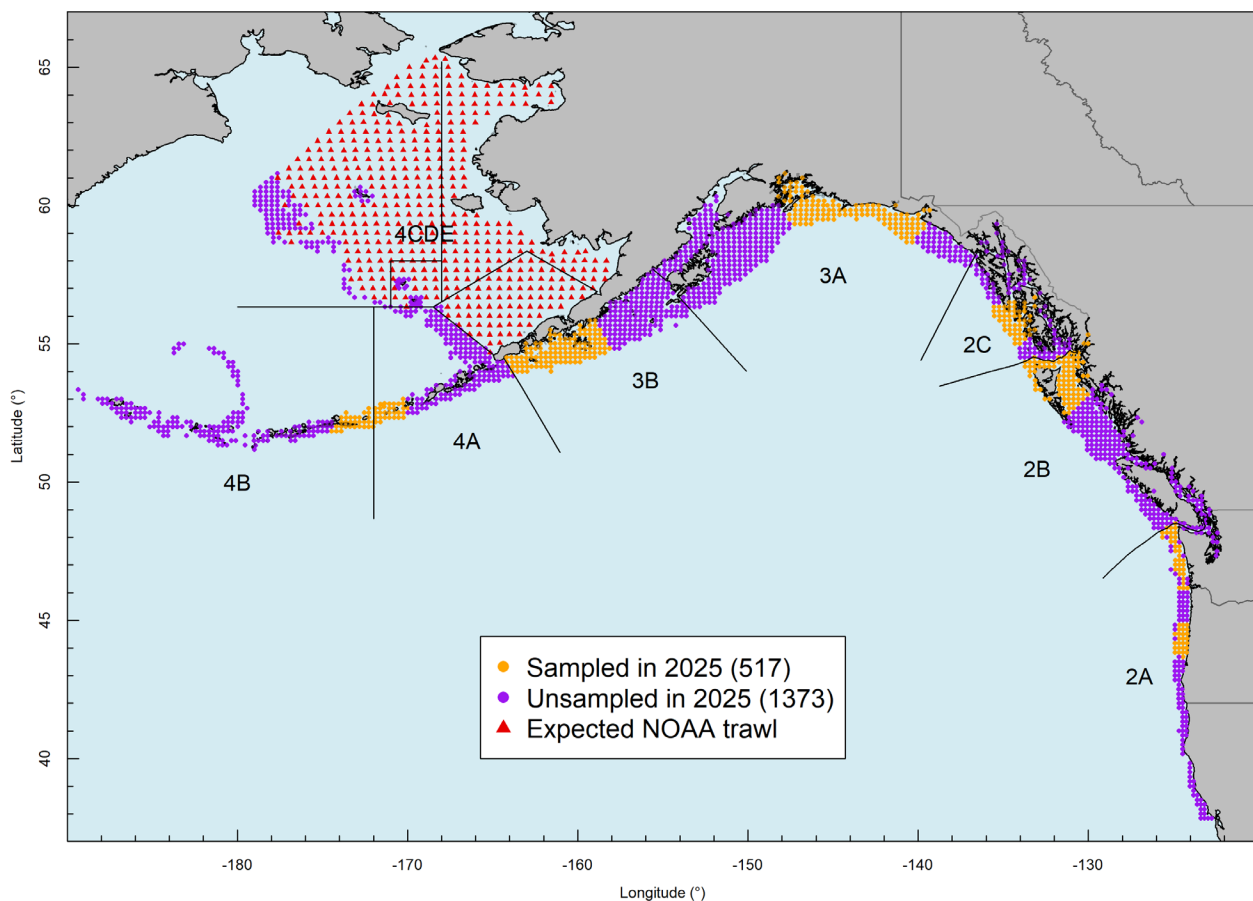 65
60
55
50
45
40
Latitude (°)
4CDE
3A
2C
3B
4A
2B
4B
2A
Sampled in 2025 (517)
Unsampled in 2025 (1373)
Expected NOAA trawl
-180
-170
-160
-150
-140
-130
Longitude (°)